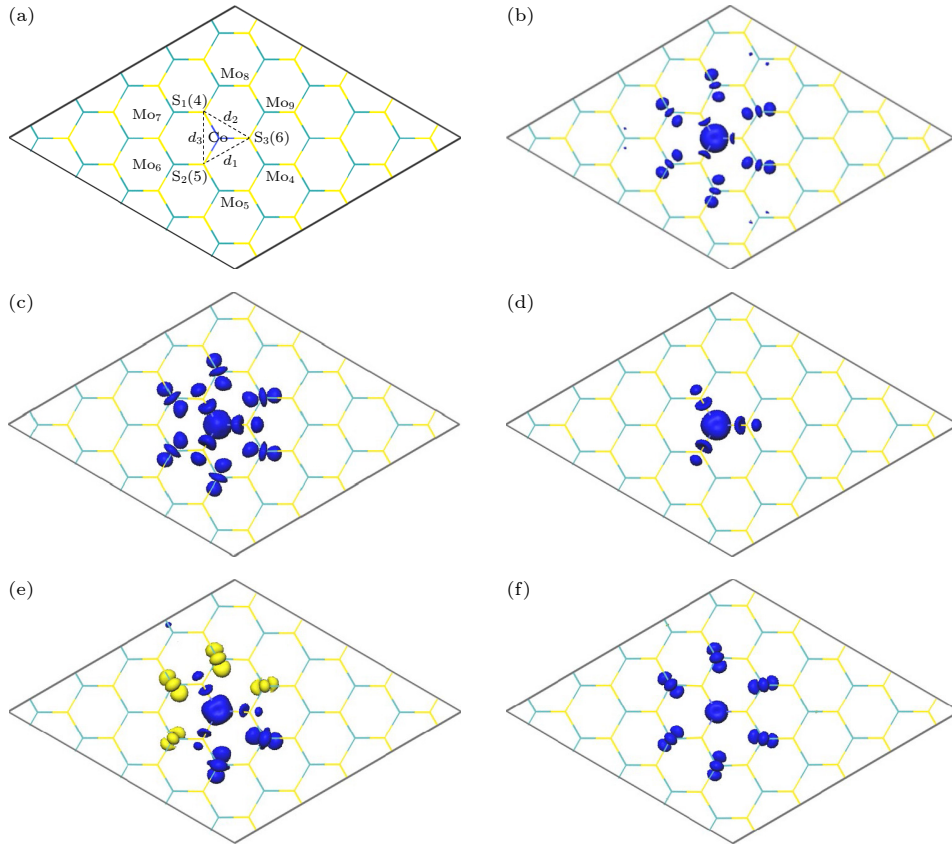 (a)
(b)
Mo₈
S₁(4)
d₂
Mo₉
Mo₇
d₃ Co S₃(6)
Mo₆
d₁
S₂(5)
Mo₄
Mo₅
(c)
(d)
(e)
(f)